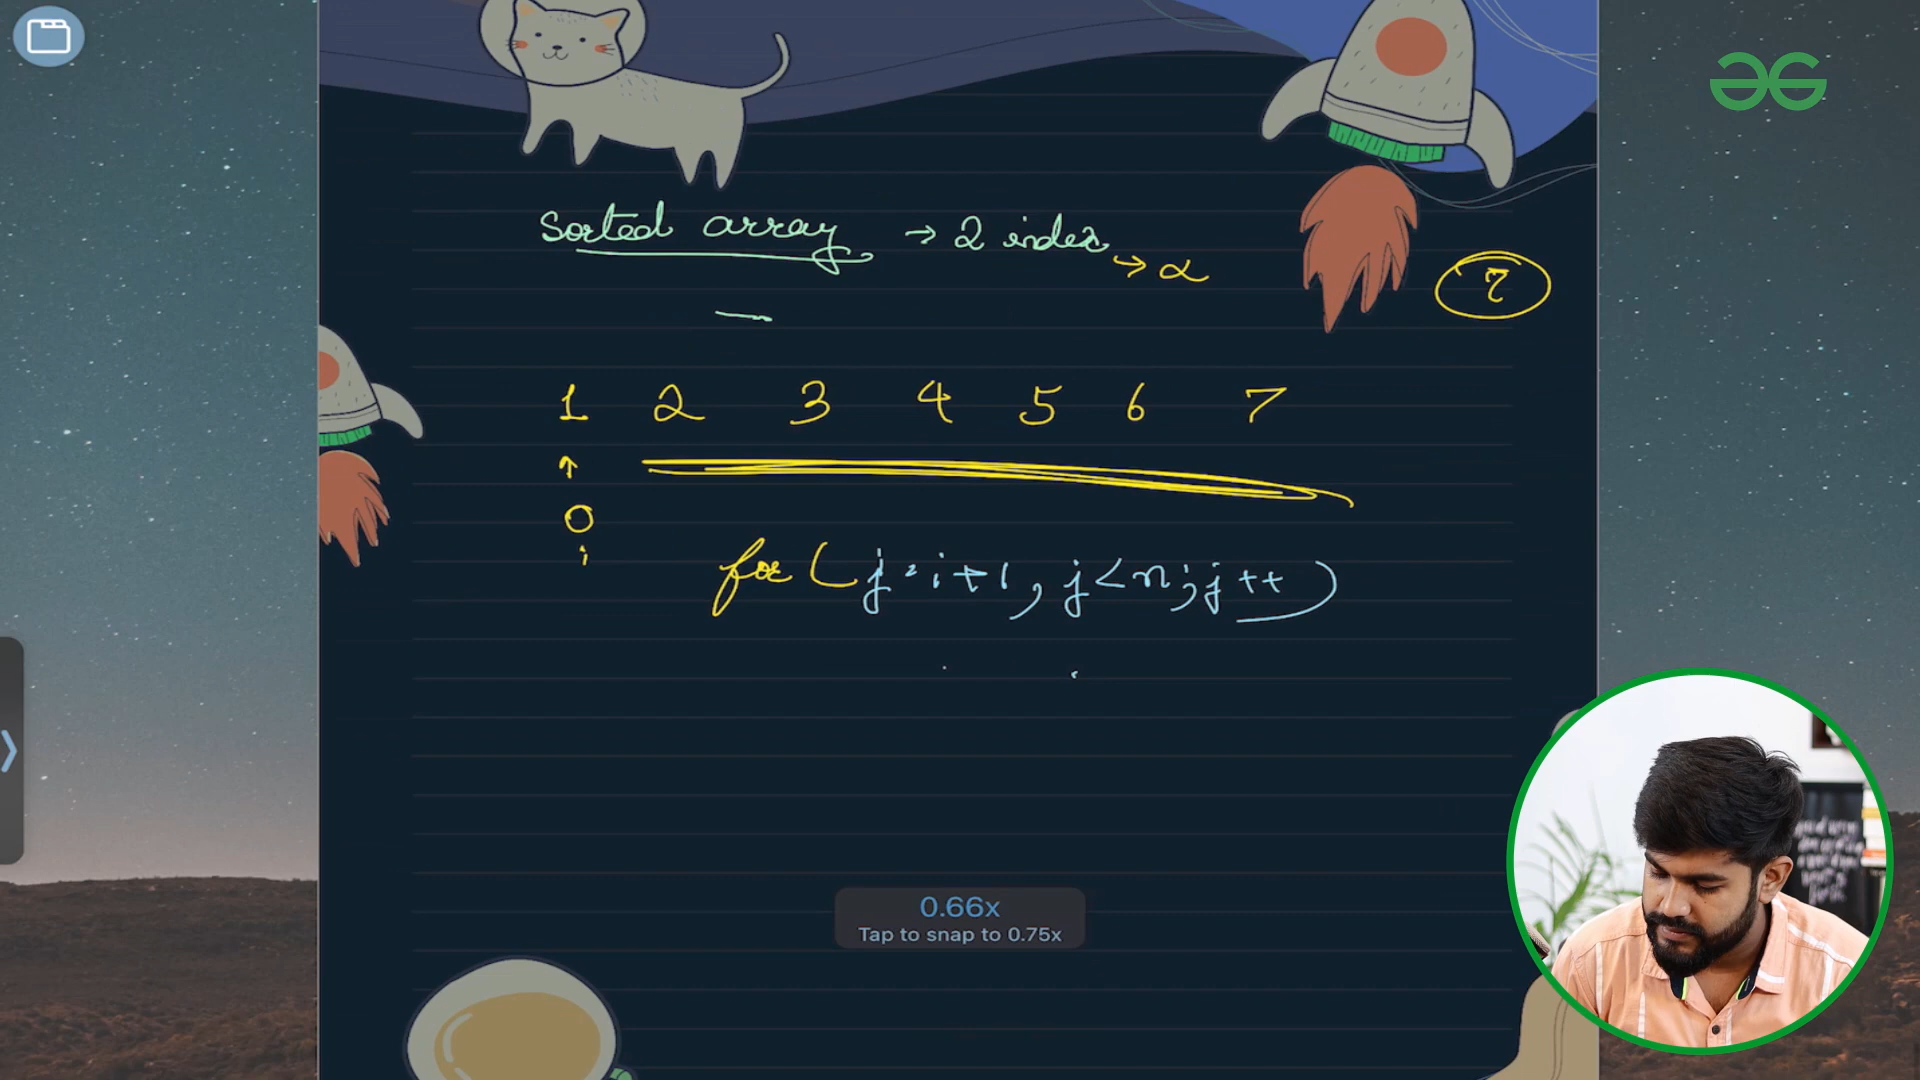 Sorted array → 2 index
→ α
7
1 2 3 4 5 6 7
↑
0
i
for (j=i+1, j<n; j++)
0.66x
Tap to snap to 0.75x